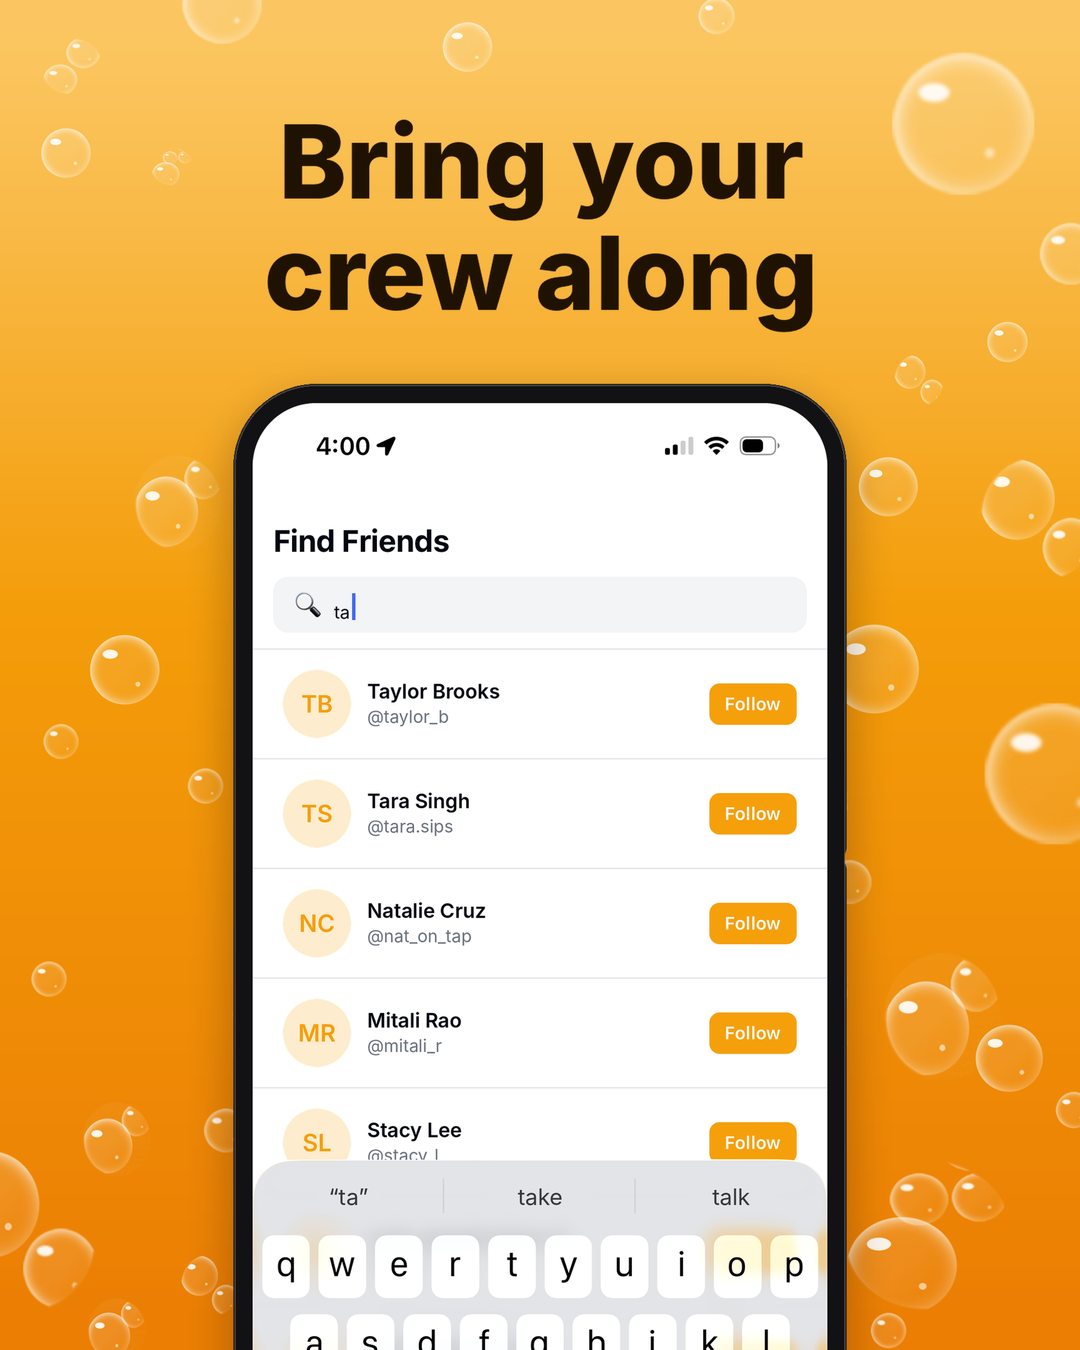 Bring your
crew along
4:00
Find Friends
ta
TB
Taylor Brooks
@taylor_b
Follow
TS
Tara Singh
@tara.sips
Follow
NC
Natalie Cruz
@nat_on_tap
Follow
MR
Mitali Rao
@mitali_r
Follow
SL
Stacy Lee
@stacy_l
Follow
“ta” take talk
q w e r t y u i o p
a s d f g h j k l